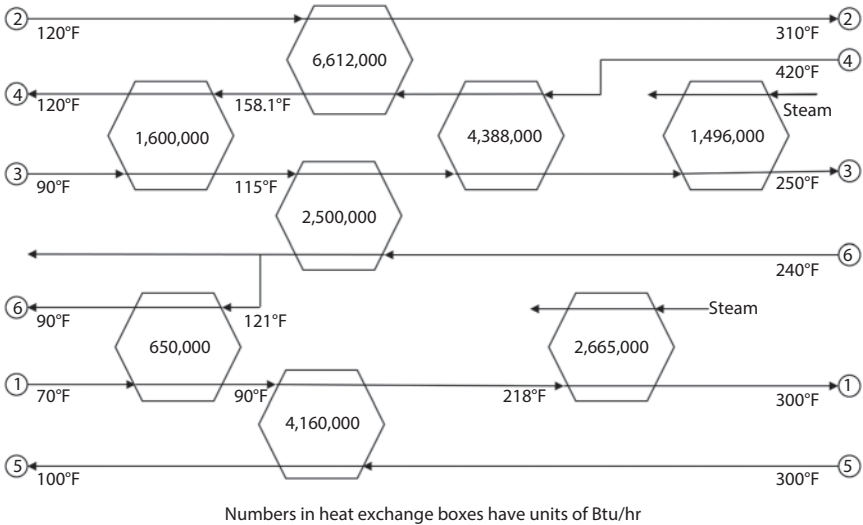 2 2
120°F 310°F
6,612,000
4
420°F
4
120°F 158.1°F Steam
1,600,000 4,388,000 1,496,000
3 3
90°F 115°F 250°F
2,500,000
6
240°F
6
90°F 121°F Steam
650,000 2,665,000
1 1
70°F 90°F 218°F 300°F
4,160,000
5 5
100°F 300°F
Numbers in heat exchange boxes have units of Btu/hr